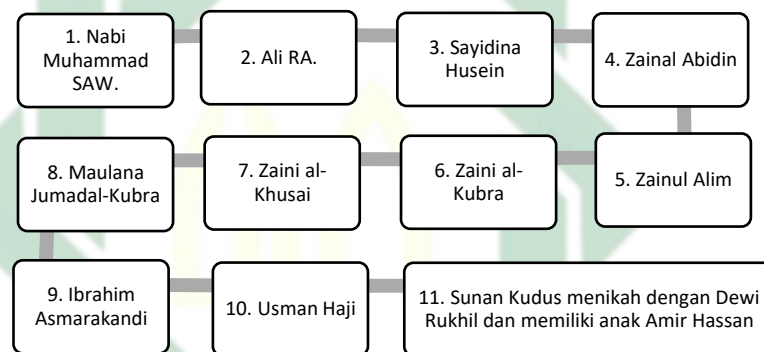 1. Nabi
Muhammad
SAW.
2. Ali RA.
3. Sayidina
Husein
4. Zainal Abidin
5. Zainul Alim
6. Zaini al-
Kubra
7. Zaini al-
Khusai
8. Maulana
Jumadal-Kubra
9. Ibrahim
Asmarakandi
10. Usman Haji
11. Sunan Kudus menikah dengan Dewi
Rukhil dan memiliki anak Amir Hassan